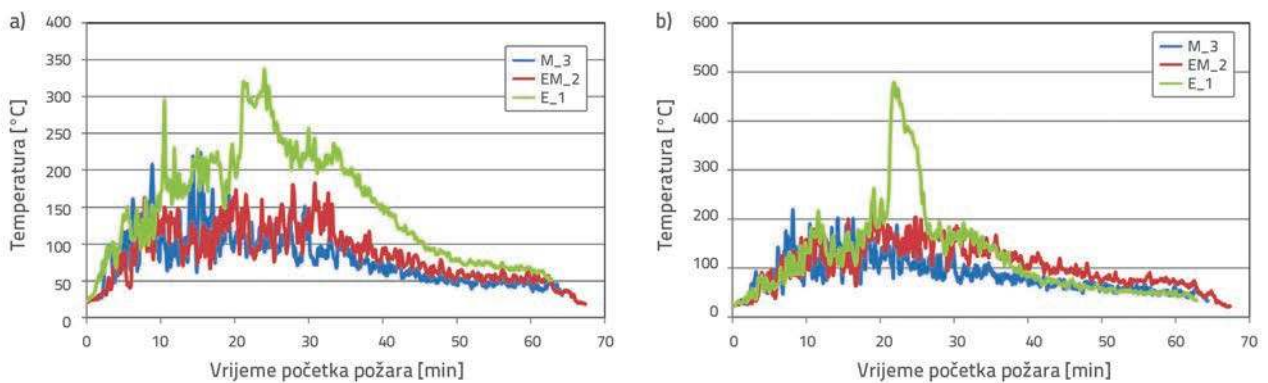 a)
Temperatura [°C]
400
350
300
250
200
150
100
50
0
0 10 20 30 40 50 60 70
Vrijeme početka požara [min]
M_3
EM_2
E_1
b)
Temperatura [°C]
600
500
400
300
200
100
0
0 10 20 30 40 50 60 70
Vrijeme početka požara [min]
M_3
EM_2
E_1